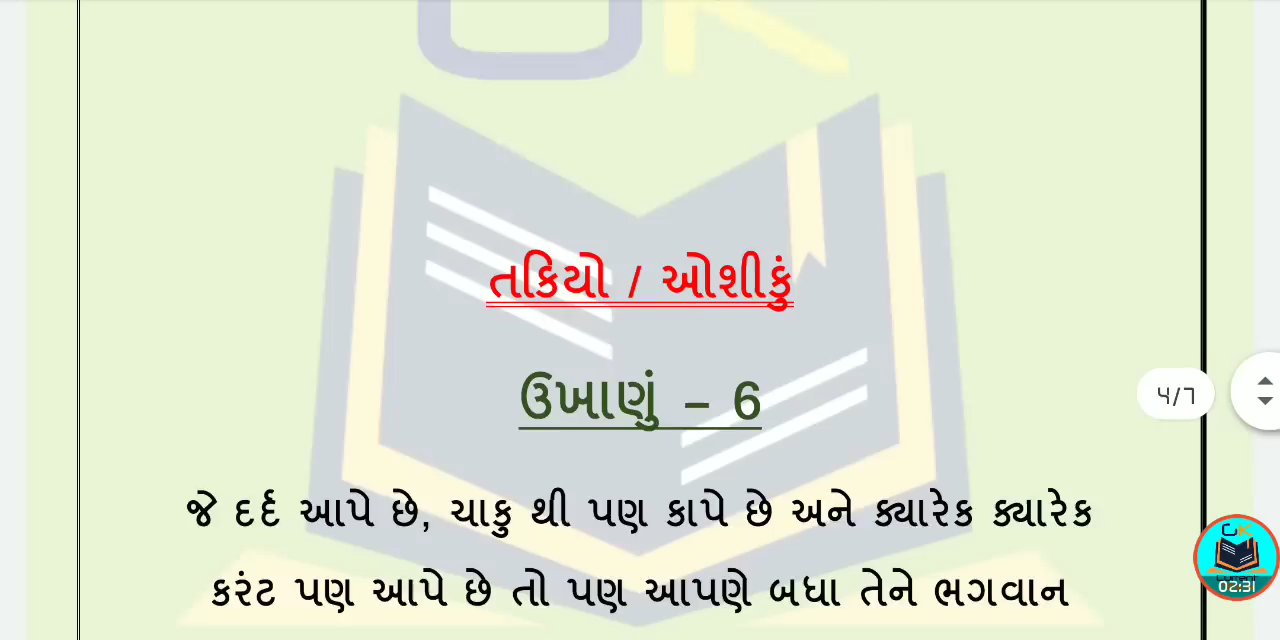 તકિયો / ઓશીકું
ઉખાણું – 6
૫/૭
જે દર્દ આપે છે, ચાકુ થી પણ કાપે છે અને ક્યારેક ક્યારેક
કરંટ પણ આપે છે તો પણ આપણે બધા તેને ભગવાન
02:31